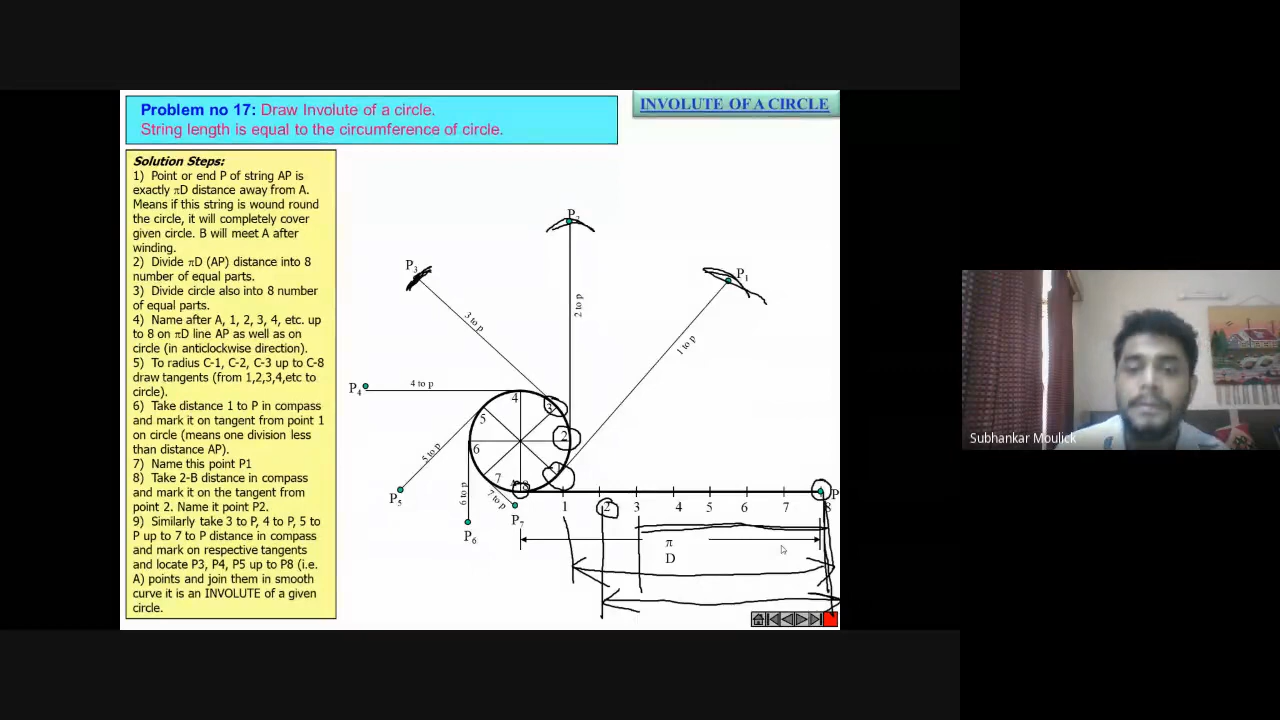 Problem no 17: Draw Involute of a circle.
String length is equal to the circumference of circle.
INVOLUTE OF A CIRCLE
Solution Steps:
1) Point or end P of string AP is
exactly πD distance away from A.
Means if this string is wound round
the circle, it will completely cover
given circle. B will meet A after
winding.
2) Divide πD (AP) distance into 8
number of equal parts.
3) Divide circle also into 8 number
of equal parts.
4) Name after A, 1, 2, 3, 4, etc. up
to 8 on πD line AP as well as on
circle (in anticlockwise direction).
5) To radius C-1, C-2, C-3 up to C-8
draw tangents (from 1,2,3,4,etc to
circle).
6) Take distance 1 to P in compass
and mark it on tangent from point 1
on circle (means one division less
than distance AP).
7) Name this point P1
8) Take 2-B distance in compass
and mark it on the tangent from
point 2. Name it point P2.
9) Similarly take 3 to P, 4 to P, 5 to
P up to 7 to P distance in compass
and mark on respective tangents
and locate P3, P4, P5 up to P8 (i.e.
A) points and join them in smooth
curve it is an INVOLUTE of a given
circle.
P2
P3
P1
2 to p
3 to p
1 to p
P4
4 to p
4
3
5
2
6
5 to p
7
8
P5
6 to p
7 to p
P
P7
1 2 3 4 5 6 7 8
P6
π
D
Subhankar Moulick